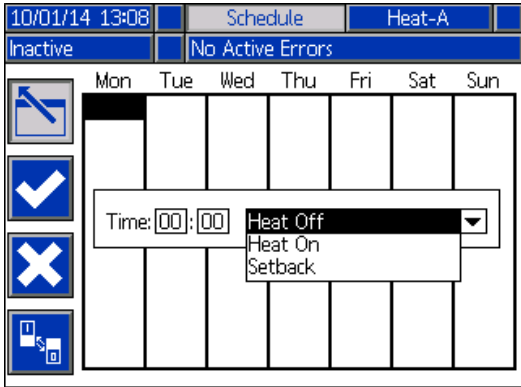 10/01/14 13:08 Schedule Heat-A
Inactive No Active Errors
Mon Tue Wed Thu Fri Sat Sun
Time: 00 : 00 Heat Off
Heat On
Setback